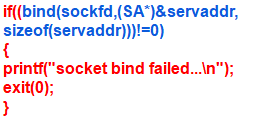 if((bind(sockfd,(SA*)&servaddr,
sizeof(servaddr)))!=0)
{
printf("socket bind failed...\n");
exit(0);
}